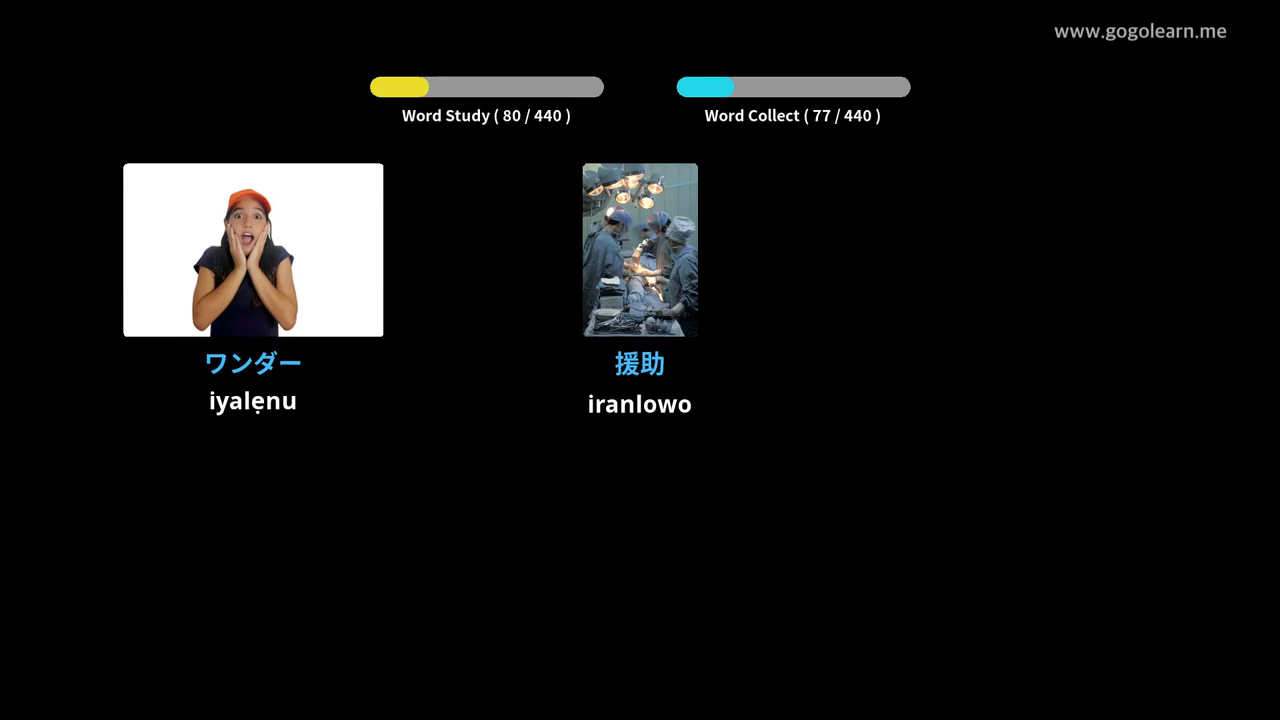 www.gogolearn.me
Word Study ( 80 / 440 )
Word Collect ( 77 / 440 )
ワンダー
iyalẹnu
援助
iranlowo